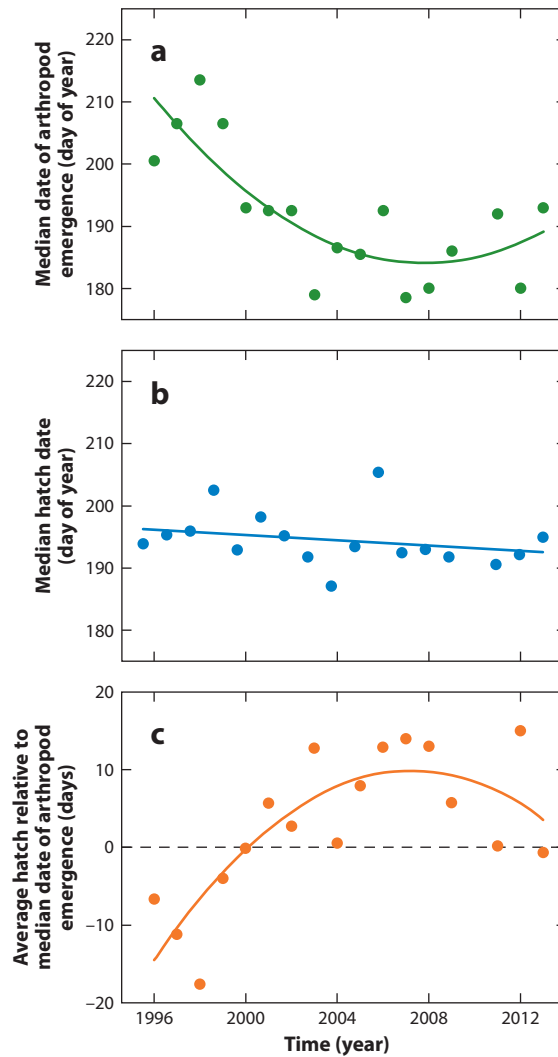 a
Median date of arthropod
emergence (day of year)
220
210
200
190
180
b
Median hatch date
(day of year)
220
210
200
190
180
c
Average hatch relative to
median date of arthropod
emergence (days)
20
10
0
–10
–20
1996
2000
2004
2008
2012
Time (year)